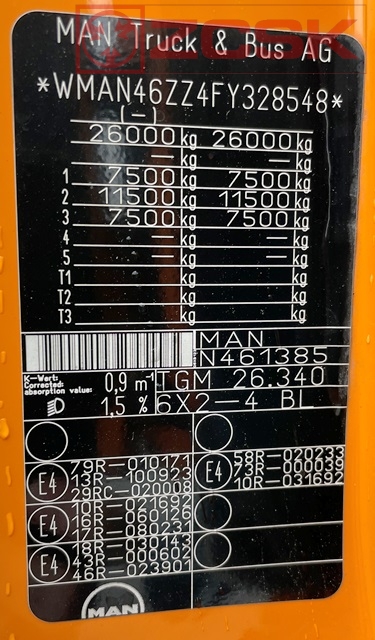 MAN Truck & Bus AG
*WMAN46ZZ4FY328548*
(—)
26000 kg 26000 kg
— kg — kg
1 7500 kg 7500 kg
2 11500 kg 11500 kg
3 7500 kg 7500 kg
4 — kg — kg
5 — kg — kg
T1 kg kg
T2 kg kg
T3 kg kg
MAN
N461385
K-Wert:
Corrected absorption value: 0,9 m⁻¹ TGM 26.340
1.5 % 6X2—4 BL
E4 79R—010171
13R—100923
29RC—020008
E4 58R—020233
73R—000039
10R—031692
E4 10R—021692
16R—060126
E4 18R—030143
43R—000602
46R—023901
MAN